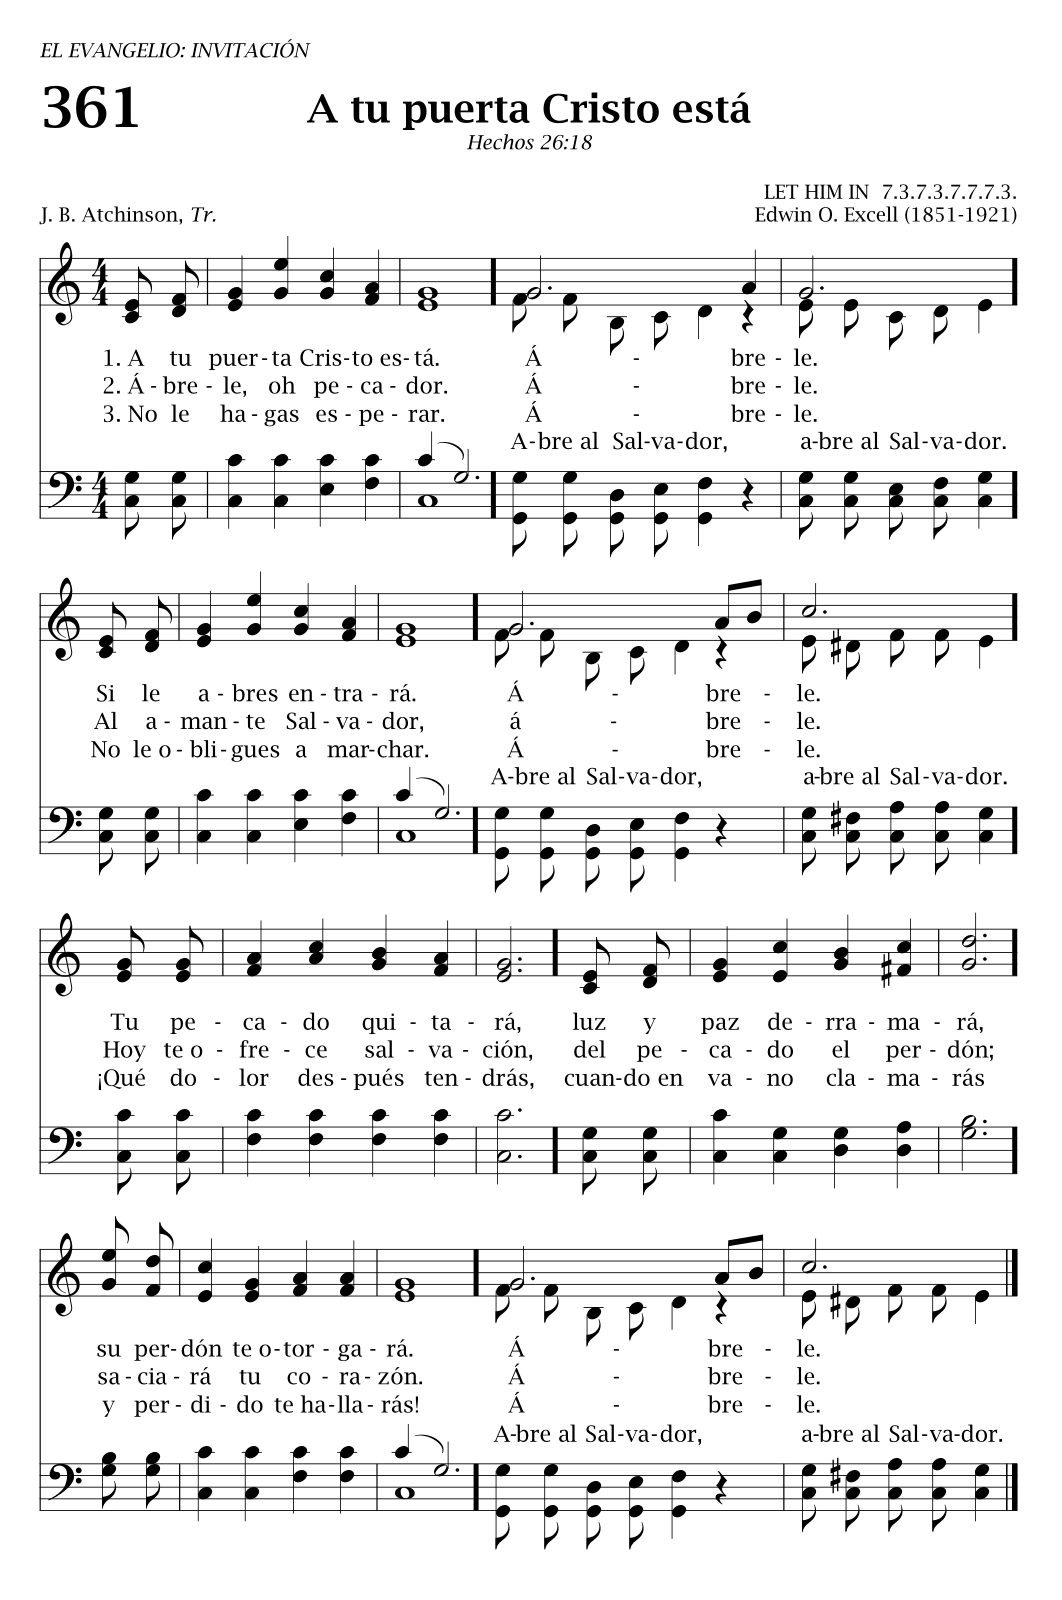 EL EVANGELIO: INVITACIÓN
361 A tu puerta Cristo está
Hechos 26:18
LET HIM IN 7.3.7.3.7.7.7.3.
J. B. Atchinson, Tr. Edwin O. Excell (1851-1921)
1. A tu puer - ta Cris - to es - tá. Á - bre - le.
2. Á - bre - le, oh pe - ca - dor. Á - bre - le.
3. No le ha - gas es - pe - rar. Á - bre - le.
A - bre al Sal - va - dor, a - bre al Sal - va - dor.
Si le a - bres en - tra - rá. Á - bre - le.
Al a - man - te Sal - va - dor, á - bre - le.
No le o - bli - gues a mar - char. Á - bre - le.
A - bre al Sal - va - dor, a - bre al Sal - va - dor.
Tu pe - ca - do qui - ta - rá, luz y paz de - rra - ma - rá,
Hoy te o - fre - ce sal - va - ción, del pe - ca - do el per - dón;
¡Qué do - lor des - pués ten - drás, cuan - do en va - no cla - ma - rás
su per - dón te o - tor - ga - rá. Á - bre - le.
sa - cia - rá tu co - ra - zón. Á - bre - le.
y per - di - do te ha - lla - rás! Á - bre - le.
A - bre al Sal - va - dor, a - bre al Sal - va - dor.